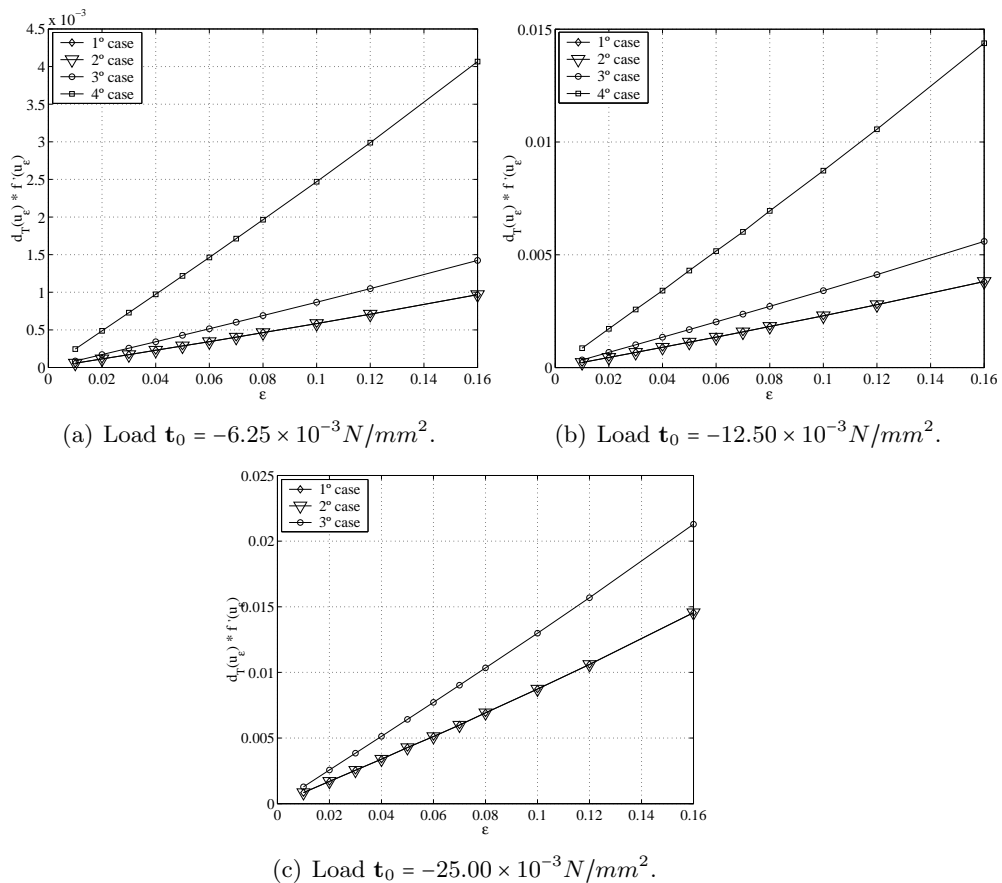 x 10⁻³
4.5
4
3.5
3
2.5
2
1.5
1
0.5
0
d_T(u_ε) * f'(u_ε)
1º case
2º case
3º case
4º case
0 0.02 0.04 0.06 0.08 0.1 0.12 0.14 0.16
ε
(a) Load t₀ = −6.25 × 10⁻³ N/mm².
0.015
0.01
0.005
0
d_T(u_ε) * f'(u_ε)
1º case
2º case
3º case
4º case
0 0.02 0.04 0.06 0.08 0.1 0.12 0.14 0.16
ε
(b) Load t₀ = −12.50 × 10⁻³ N/mm².
0.025
0.02
0.015
0.01
0.005
0
d_T(u_ε) * f'(u_ε)
1º case
2º case
3º case
0 0.02 0.04 0.06 0.08 0.1 0.12 0.14 0.16
ε
(c) Load t₀ = −25.00 × 10⁻³ N/mm².